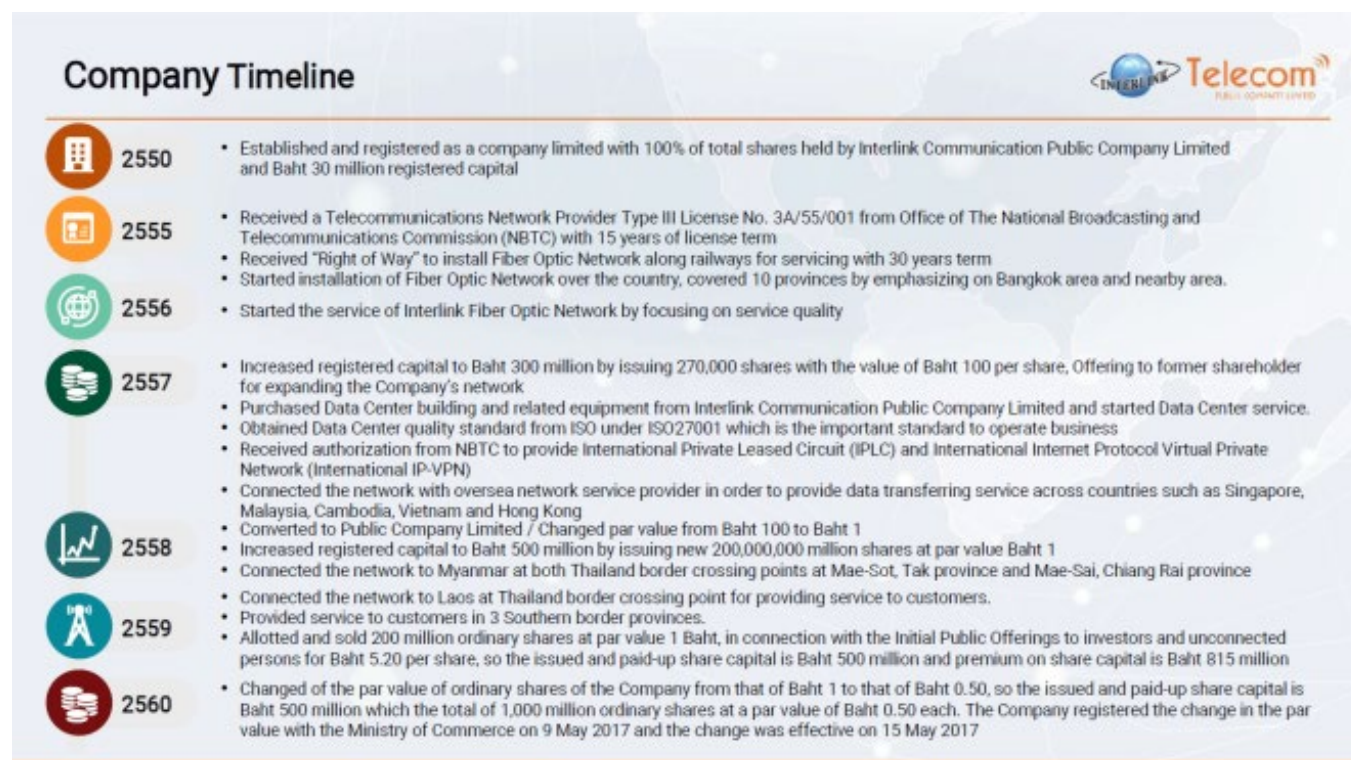 Company Timeline
INTERLINK Telecom
PUBLIC COMPANY LIMITED
2550
• Established and registered as a company limited with 100% of total shares held by Interlink Communication Public Company Limited
and Baht 30 million registered capital
2555
• Received a Telecommunications Network Provider Type III License No. 3A/55/001 from Office of The National Broadcasting and
Telecommunications Commission (NBTC) with 15 years of license term
• Received “Right of Way” to install Fiber Optic Network along railways for servicing with 30 years term
• Started installation of Fiber Optic Network over the country, covered 10 provinces by emphasizing on Bangkok area and nearby area.
2556
• Started the service of Interlink Fiber Optic Network by focusing on service quality
2557
• Increased registered capital to Baht 300 million by issuing 270,000 shares with the value of Baht 100 per share, Offering to former shareholder
for expanding the Company’s network
• Purchased Data Center building and related equipment from Interlink Communication Public Company Limited and started Data Center service.
• Obtained Data Center quality standard from ISO under ISO27001 which is the important standard to operate business
• Received authorization from NBTC to provide International Private Leased Circuit (IPLC) and International Internet Protocol Virtual Private
Network (International IP-VPN)
• Connected the network with oversea network service provider in order to provide data transferring service across countries such as Singapore,
Malaysia, Cambodia, Vietnam and Hong Kong
2558
• Converted to Public Company Limited / Changed par value from Baht 100 to Baht 1
• Increased registered capital to Baht 500 million by issuing new 200,000,000 million shares at par value Baht 1
• Connected the network to Myanmar at both Thailand border crossing points at Mae-Sot, Tak province and Mae-Sai, Chiang Rai province
2559
• Connected the network to Laos at Thailand border crossing point for providing service to customers.
• Provided service to customers in 3 Southern border provinces.
• Allotted and sold 200 million ordinary shares at par value 1 Baht, in connection with the Initial Public Offerings to investors and unconnected
persons for Baht 5.20 per share, so the issued and paid-up share capital is Baht 500 million and premium on share capital is Baht 815 million
2560
• Changed of the par value of ordinary shares of the Company from that of Baht 1 to that of Baht 0.50, so the issued and paid-up share capital is
Baht 500 million which the total of 1,000 million ordinary shares at a par value of Baht 0.50 each. The Company registered the change in the par
value with the Ministry of Commerce on 9 May 2017 and the change was effective on 15 May 2017